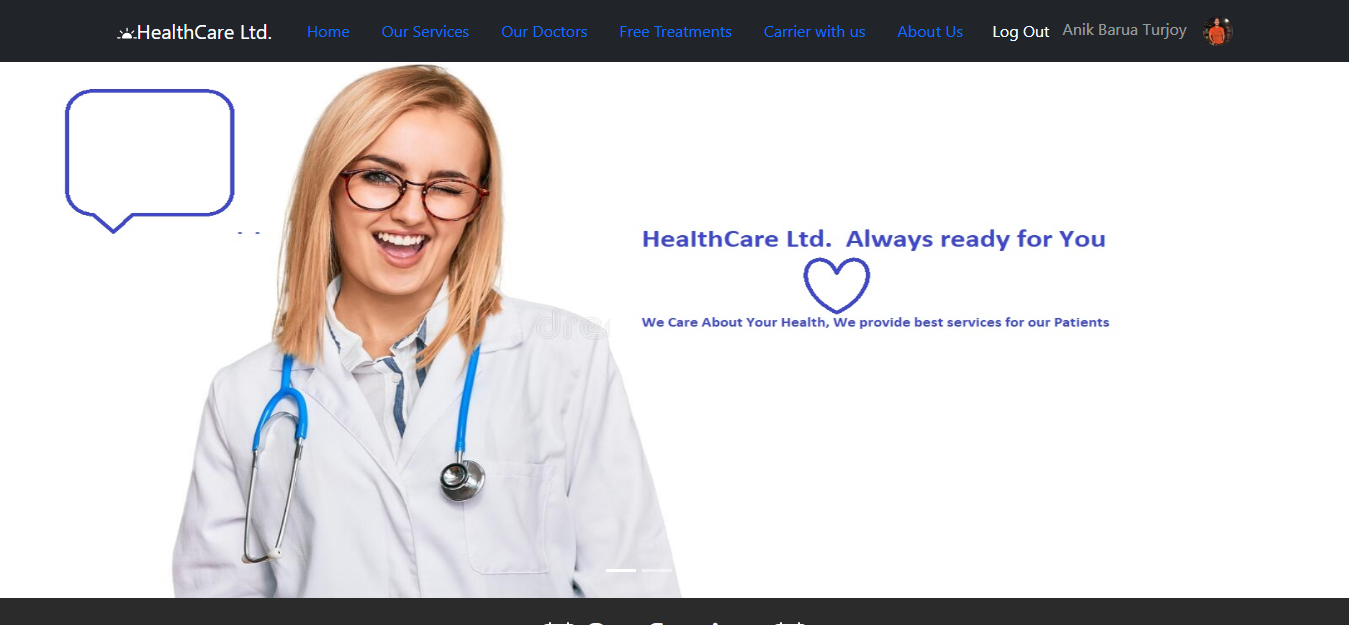 HealthCare Ltd. Home Our Services Our Doctors Free Treatments Carrier with us About Us Log Out Anik Barua Turjoy
HealthCare Ltd. Always ready for You
We Care About Your Health, We provide best services for our Patients